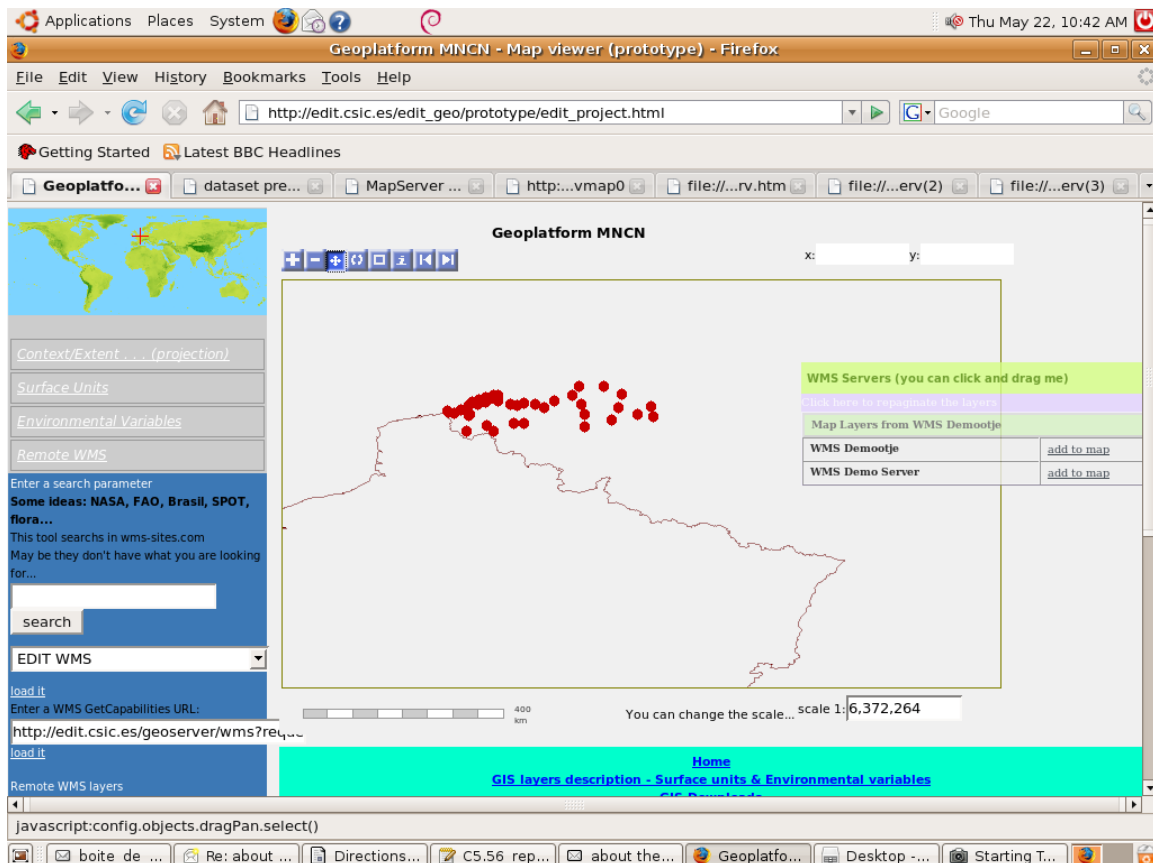 Applications Places System
Thu May 22, 10:42 AM
Geoplatform MNCN - Map viewer (prototype) - Firefox
File Edit View History Bookmarks Tools Help
http://edit.csic.es/edit_geo/prototype/edit_project.html
G Google
Getting Started Latest BBC Headlines
Geoplatfo... dataset pre... MapServer ... http:...vmap0 file://...rv.htm file://...erv(2) file://...erv(3)
Geoplatform MNCN
x: y:
Context/Extent . . . (projection)
Surface Units
Environmental Variables
Remote WMS
Enter a search parameter
Some ideas: NASA, FAO, Brasil, SPOT,
flora...
This tool searchs in wms-sites.com
May be they don't have what you are looking
for...
search
EDIT WMS
load it
Enter a WMS GetCapabilities URL:
http://edit.csic.es/geoserver/wms?reque
load it
Remote WMS layers
WMS Servers (you can click and drag me)
Click here to repaginate the layers
Map Layers from WMS Demootje
WMS Demootje add to map
WMS Demo Server add to map
400
km
You can change the scale... scale 1: 6,372,264
Home
GIS layers description - Surface units & Environmental variables
GIS Downloads
javascript:config.objects.dragPan.select()
boite de ... Re: about ... Directions... C5.56 rep... about the... Geoplatfo... Desktop -... Starting T...